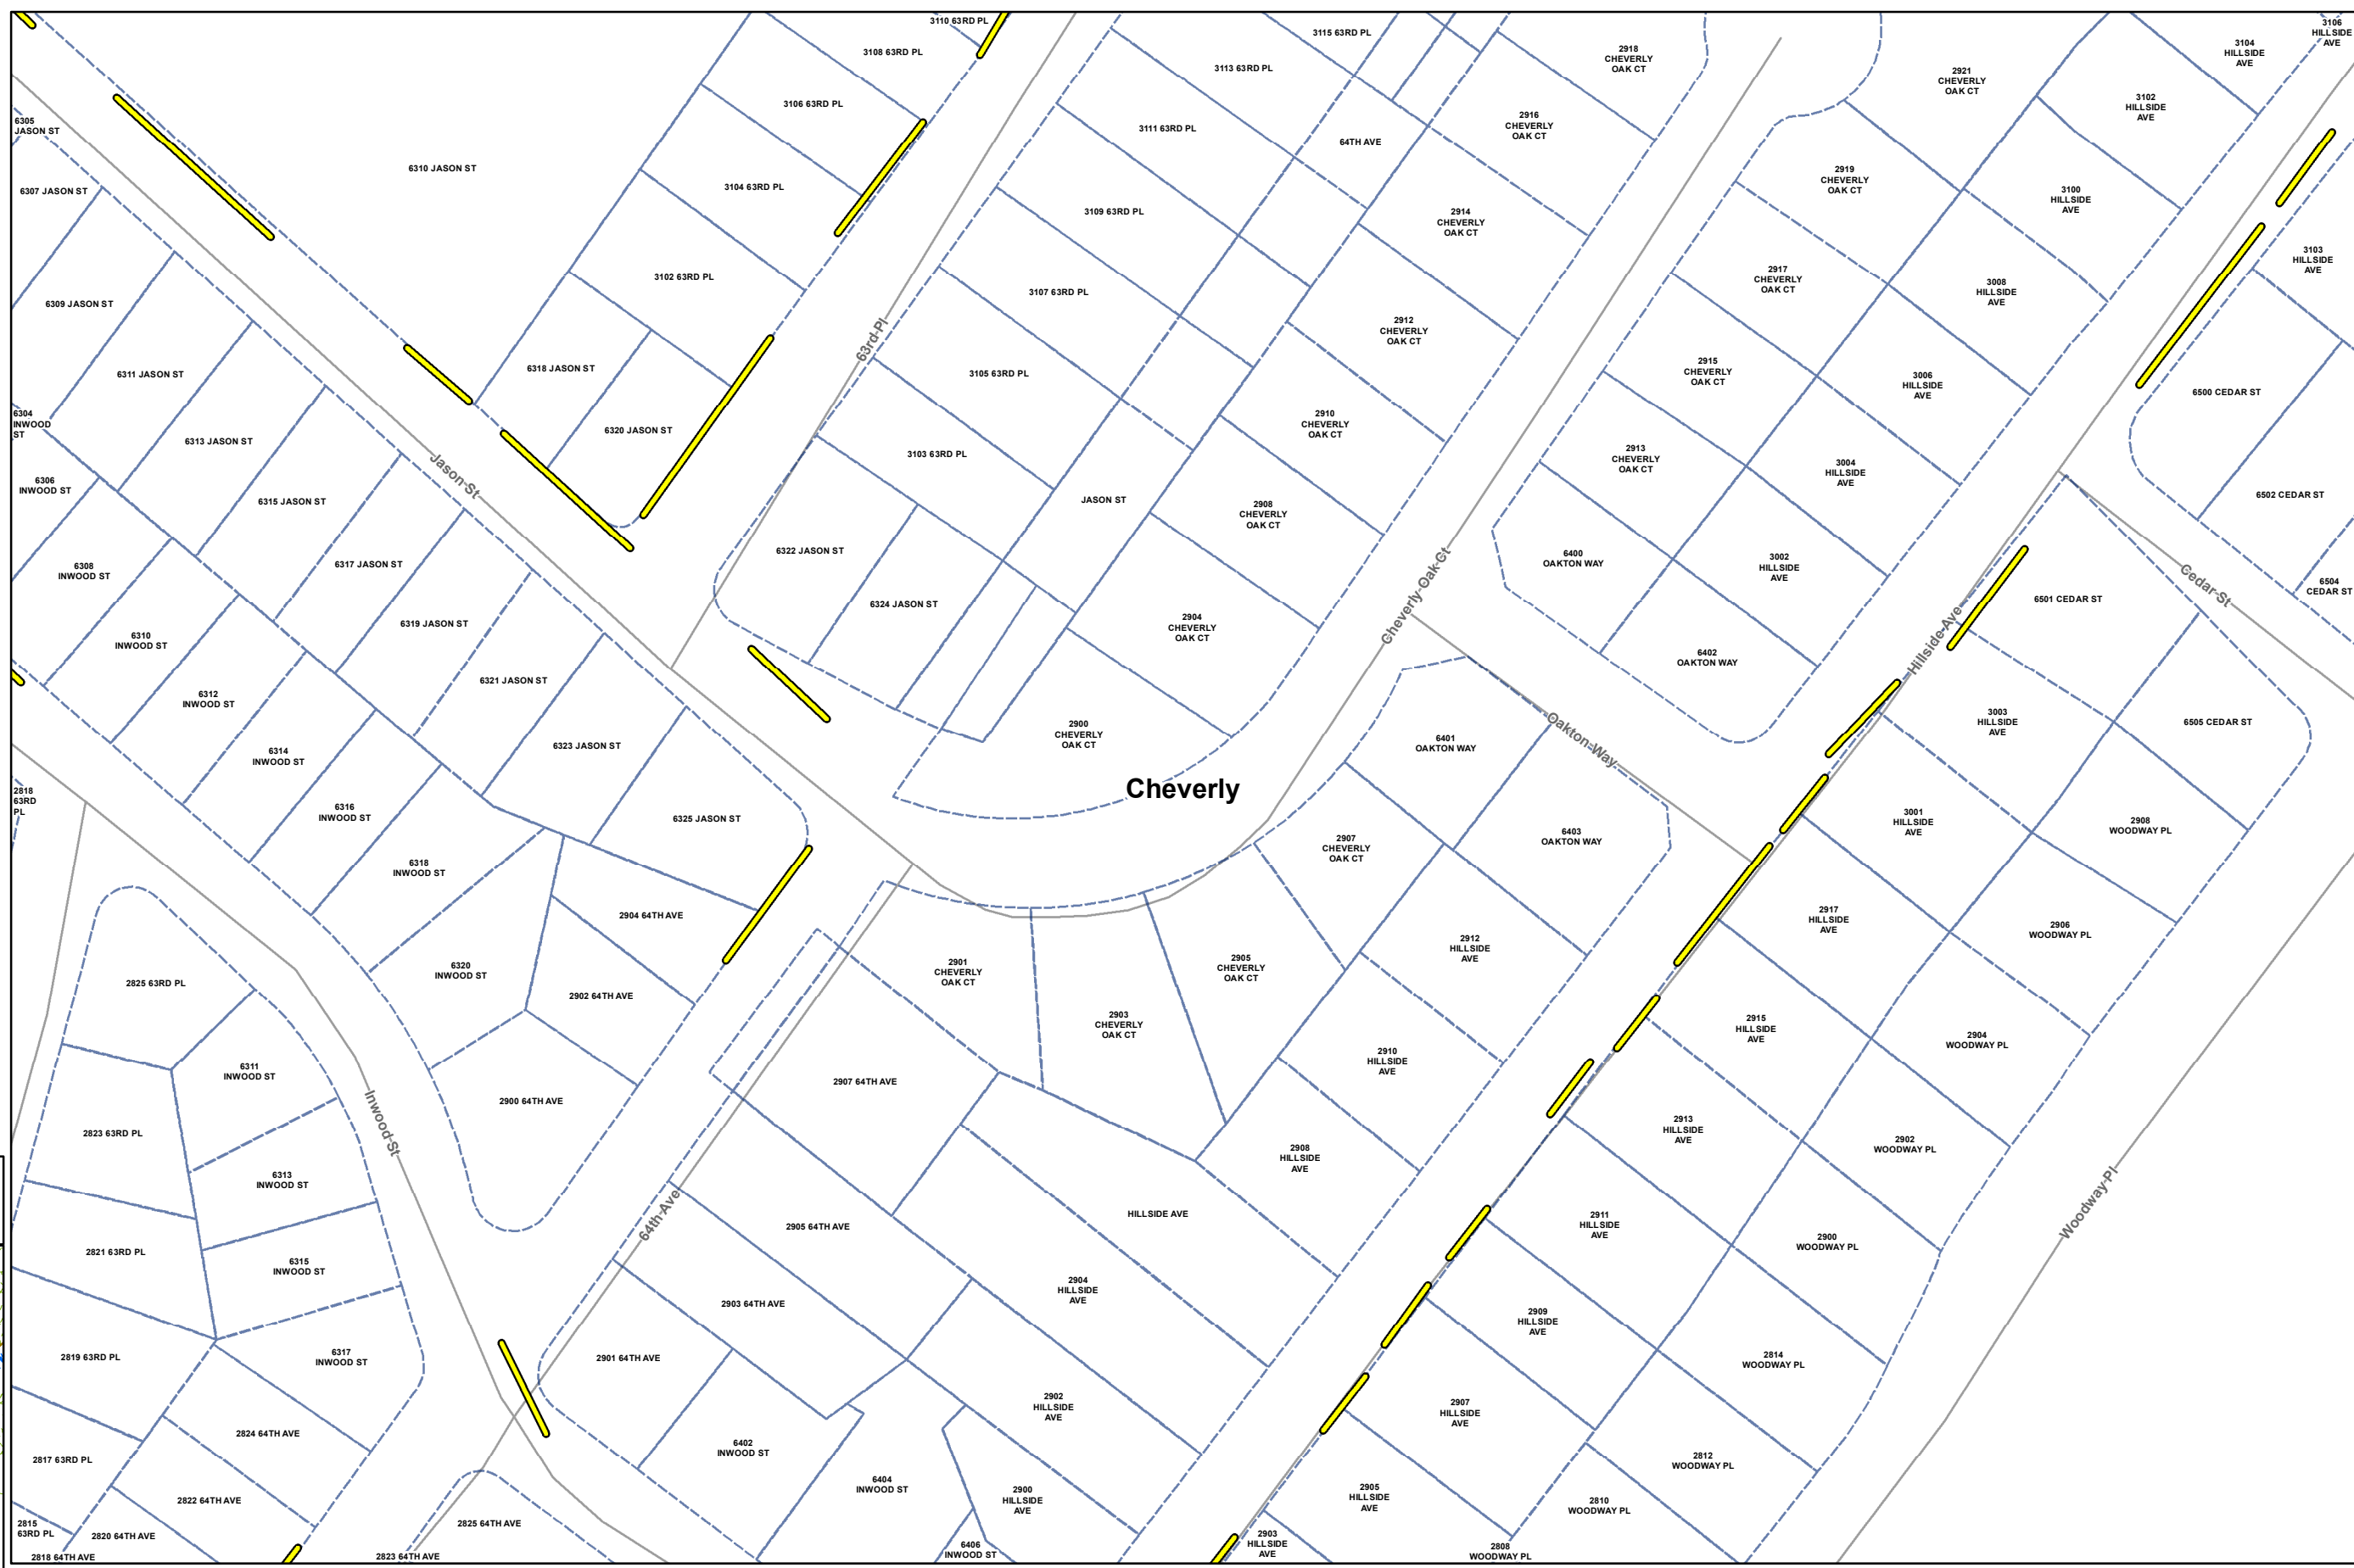 3110 63RD PL
3108 63RD PL
3106 63RD PL
3104 63RD PL
3102 63RD PL
3115 63RD PL
3113 63RD PL
3111 63RD PL
3109 63RD PL
3107 63RD PL
3105 63RD PL
3103 63RD PL
64TH AVE
JASON ST
2918
CHEVERLY
OAK CT
2916
CHEVERLY
OAK CT
2914
CHEVERLY
OAK CT
2912
CHEVERLY
OAK CT
2910
CHEVERLY
OAK CT
2908
CHEVERLY
OAK CT
2904
CHEVERLY
OAK CT
2900
CHEVERLY
OAK CT
2921
CHEVERLY
OAK CT
2919
CHEVERLY
OAK CT
2917
CHEVERLY
OAK CT
2915
CHEVERLY
OAK CT
2913
CHEVERLY
OAK CT
3106
HILLSIDE
AVE
3104
HILLSIDE
AVE
3102
HILLSIDE
AVE
3100
HILLSIDE
AVE
3008
HILLSIDE
AVE
3006
HILLSIDE
AVE
3004
HILLSIDE
AVE
3002
HILLSIDE
AVE
6400
OAKTON WAY
6402
OAKTON WAY
3103
HILLSIDE
AVE
6500 CEDAR ST
6502 CEDAR ST
6504
CEDAR ST
6501 CEDAR ST
6505 CEDAR ST
Cedar St
Hillside Ave
63rd Pl
Jason St
Cheverly Oak Ct
Oakton Way
6305
JASON ST
6307 JASON ST
6309 JASON ST
6311 JASON ST
6313 JASON ST
6315 JASON ST
6317 JASON ST
6319 JASON ST
6321 JASON ST
6323 JASON ST
6325 JASON ST
6310 JASON ST
6318 JASON ST
6320 JASON ST
6322 JASON ST
6324 JASON ST
6304
INWOOD
ST
6306
INWOOD ST
6308
INWOOD ST
6310
INWOOD ST
6312
INWOOD ST
6314
INWOOD ST
6316
INWOOD ST
6318
INWOOD ST
6320
INWOOD ST
2818
63RD
PL
Cheverly
6401
OAKTON WAY
6403
OAKTON WAY
2907
CHEVERLY
OAK CT
2905
CHEVERLY
OAK CT
2903
CHEVERLY
OAK CT
2901
CHEVERLY
OAK CT
2904 64TH AVE
2902 64TH AVE
2900 64TH AVE
2825 63RD PL
2823 63RD PL
2821 63RD PL
2819 63RD PL
2817 63RD PL
2815
63RD PL
6311
INWOOD ST
6313
INWOOD ST
6315
INWOOD ST
6317
INWOOD ST
Inwood St
64th Ave
2824 64TH AVE
2822 64TH AVE
2820 64TH AVE
2818 64TH AVE
2825 64TH AVE
2823 64TH AVE
2907 64TH AVE
2905 64TH AVE
2903 64TH AVE
2901 64TH AVE
6402
INWOOD ST
6404
INWOOD ST
6406
INWOOD ST
2912
HILLSIDE
AVE
2910
HILLSIDE
AVE
2908
HILLSIDE
AVE
HILLSIDE AVE
2904
HILLSIDE
AVE
2902
HILLSIDE
AVE
2900
HILLSIDE
AVE
3003
HILLSIDE
AVE
3001
HILLSIDE
AVE
2917
HILLSIDE
AVE
2915
HILLSIDE
AVE
2913
HILLSIDE
AVE
2911
HILLSIDE
AVE
2909
HILLSIDE
AVE
2907
HILLSIDE
AVE
2905
HILLSIDE
AVE
2903
HILLSIDE
AVE
2908
WOODWAY PL
2906
WOODWAY PL
2904
WOODWAY PL
2902
WOODWAY PL
2900
WOODWAY PL
2814
WOODWAY PL
2812
WOODWAY PL
2810
WOODWAY PL
2808
WOODWAY PL
Woodway Pl